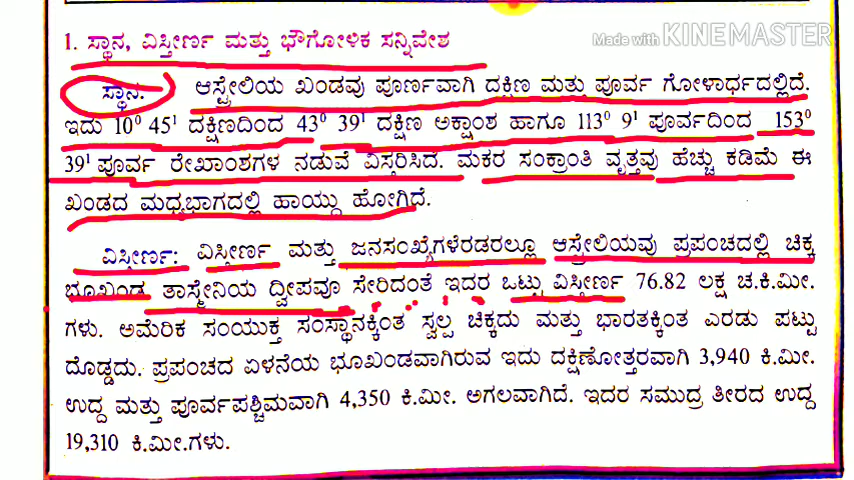 Made with KINEMASTER
1. ಸ್ಥಾನ, ವಿಸ್ತೀರ್ಣ ಮತ್ತು ಭೌಗೋಳಿಕ ಸನ್ನಿವೇಶ
ಸ್ಥಾನ. ಆಸ್ಟ್ರೇಲಿಯ ಖಂಡವು ಪೂರ್ಣವಾಗಿ ದಕ್ಷಿಣ ಮತ್ತು ಪೂರ್ವ ಗೋಳಾರ್ಧದಲ್ಲಿದೆ.
ಇದು 10⁰ 45¹ ದಕ್ಷಿಣದಿಂದ 43⁰ 39¹ ದಕ್ಷಿಣ ಅಕ್ಷಾಂಶ ಹಾಗೂ 113⁰ 9¹ ಪೂರ್ವದಿಂದ 153⁰
39¹ ಪೂರ್ವ ರೇಖಾಂಶಗಳ ನಡುವೆ ವಿಸ್ತರಿಸಿದೆ. ಮಕರ ಸಂಕ್ರಾಂತಿ ವೃತ್ತವು ಹೆಚ್ಚು ಕಡಿಮೆ ಈ
ಖಂಡದ ಮಧ್ಯಭಾಗದಲ್ಲಿ ಹಾಯ್ದು ಹೋಗಿದೆ.
ವಿಸ್ತೀರ್ಣ: ವಿಸ್ತೀರ್ಣ ಮತ್ತು ಜನಸಂಖ್ಯೆಗಳೆರಡರಲ್ಲೂ ಆಸ್ಟ್ರೇಲಿಯವು ಪ್ರಪಂಚದಲ್ಲಿ ಚಿಕ್ಕ
ಭೂಖಂಡ ತಾಸ್ಮೇನಿಯ ದ್ವೀಪವೂ ಸೇರಿದಂತೆ ಇದರ ಒಟ್ಟು ವಿಸ್ತೀರ್ಣ 76.82 ಲಕ್ಷ ಚ.ಕಿ.ಮೀ.
ಗಳು. ಅಮೆರಿಕ ಸಂಯುಕ್ತ ಸಂಸ್ಥಾನಕ್ಕಿಂತ ಸ್ವಲ್ಪ ಚಿಕ್ಕದು ಮತ್ತು ಭಾರತಕ್ಕಿಂತ ಎರಡು ಪಟ್ಟು
ದೊಡ್ಡದು. ಪ್ರಪಂಚದ ಏಳನೆಯ ಭೂಖಂಡವಾಗಿರುವ ಇದು ದಕ್ಷಿಣೋತ್ತರವಾಗಿ 3,940 ಕಿ.ಮೀ.
ಉದ್ದ ಮತ್ತು ಪೂರ್ವಪಶ್ಚಿಮವಾಗಿ 4,350 ಕಿ.ಮೀ. ಅಗಲವಾಗಿದೆ. ಇದರ ಸಮುದ್ರ ತೀರದ ಉದ್ದ
19,310 ಕಿ.ಮೀ.ಗಳು.